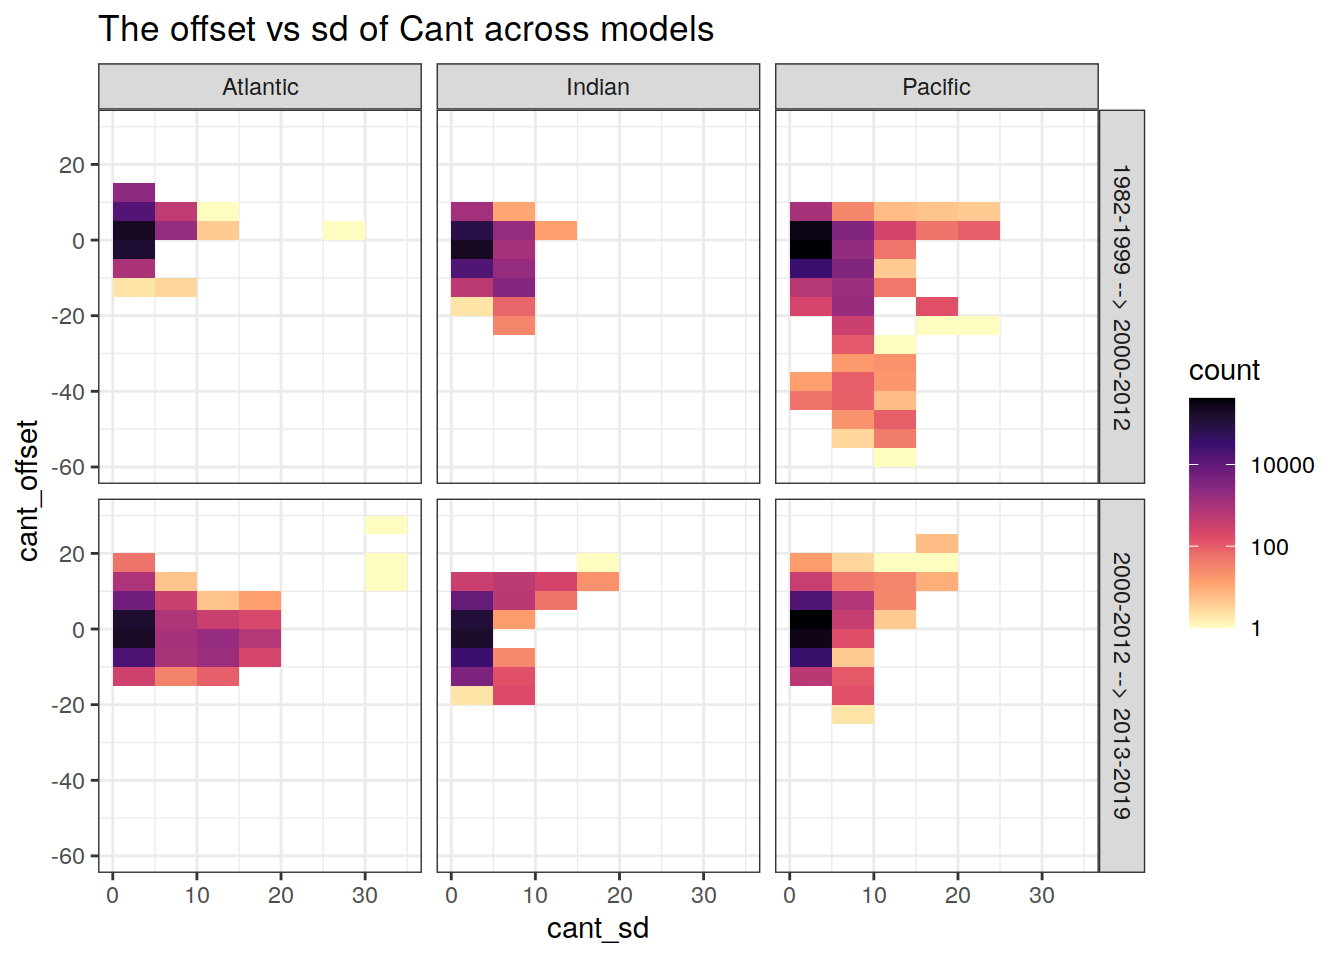 The offset vs sd of Cant across models
Atlantic
Indian
Pacific
20
0
-20
-40
-60
1982-1999 --> 2000-2012
20
0
-20
-40
-60
2000-2012 --> 2013-2019
0 10 20 30
0 10 20 30
0 10 20 30
cant_sd
cant_offset
count
10000
100
1